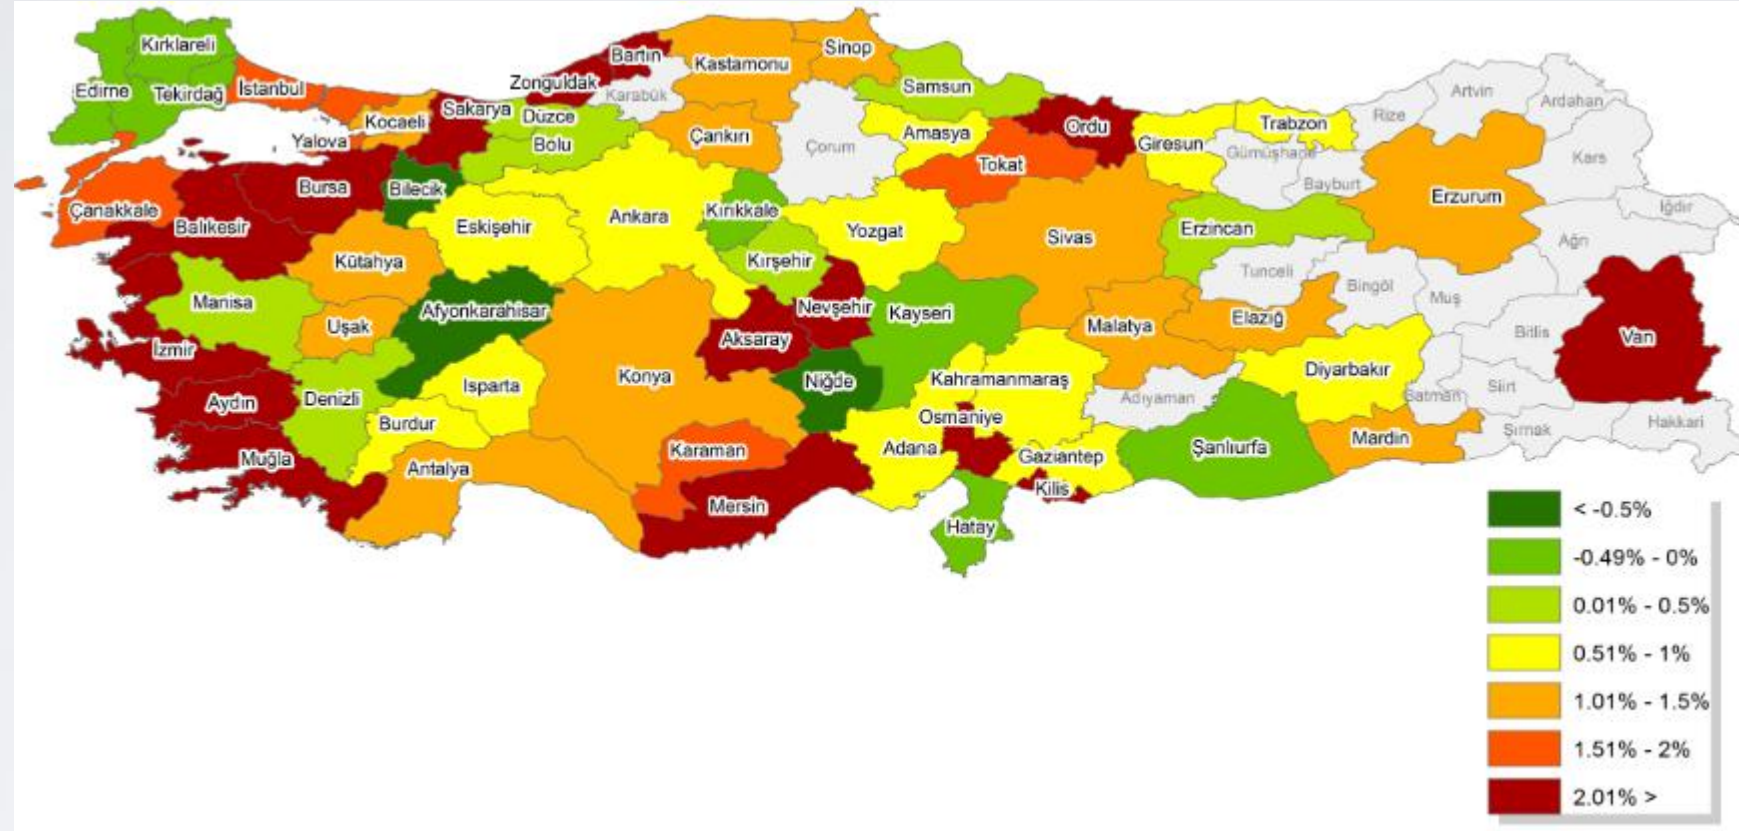 Kırklareli
Edirne
Tekirdağ
İstanbul
Kocaeli
Yalova
Sakarya
Zonguldak
Bartın
Karabük
Kastamonu
Sinop
Samsun
Düzce
Bolu
Çankırı
Çorum
Amasya
Ordu
Tokat
Giresun
Trabzon
Gümüşhane
Bayburt
Rize
Artvin
Ardahan
Kars
Iğdır
Ağrı
Erzurum
Erzincan
Çanakkale
Balıkesir
Bursa
Bilecik
Eskişehir
Ankara
Kırıkkale
Kırşehir
Yozgat
Sivas
Kütahya
Manisa
Uşak
Afyonkarahisar
Nevşehir
Aksaray
Kayseri
Niğde
Malatya
Elazığ
Tunceli
Bingöl
Muş
Bitlis
Van
İzmir
Aydın
Denizli
Isparta
Burdur
Konya
Kahramanmaraş
Adıyaman
Diyarbakır
Batman
Siirt
Şırnak
Hakkari
Muğla
Antalya
Karaman
Mersin
Adana
Osmaniye
Gaziantep
Kilis
Hatay
Şanlıurfa
Mardin
< -0.5%
-0.49% - 0%
0.01% - 0.5%
0.51% - 1%
1.01% - 1.5%
1.51% - 2%
2.01% >